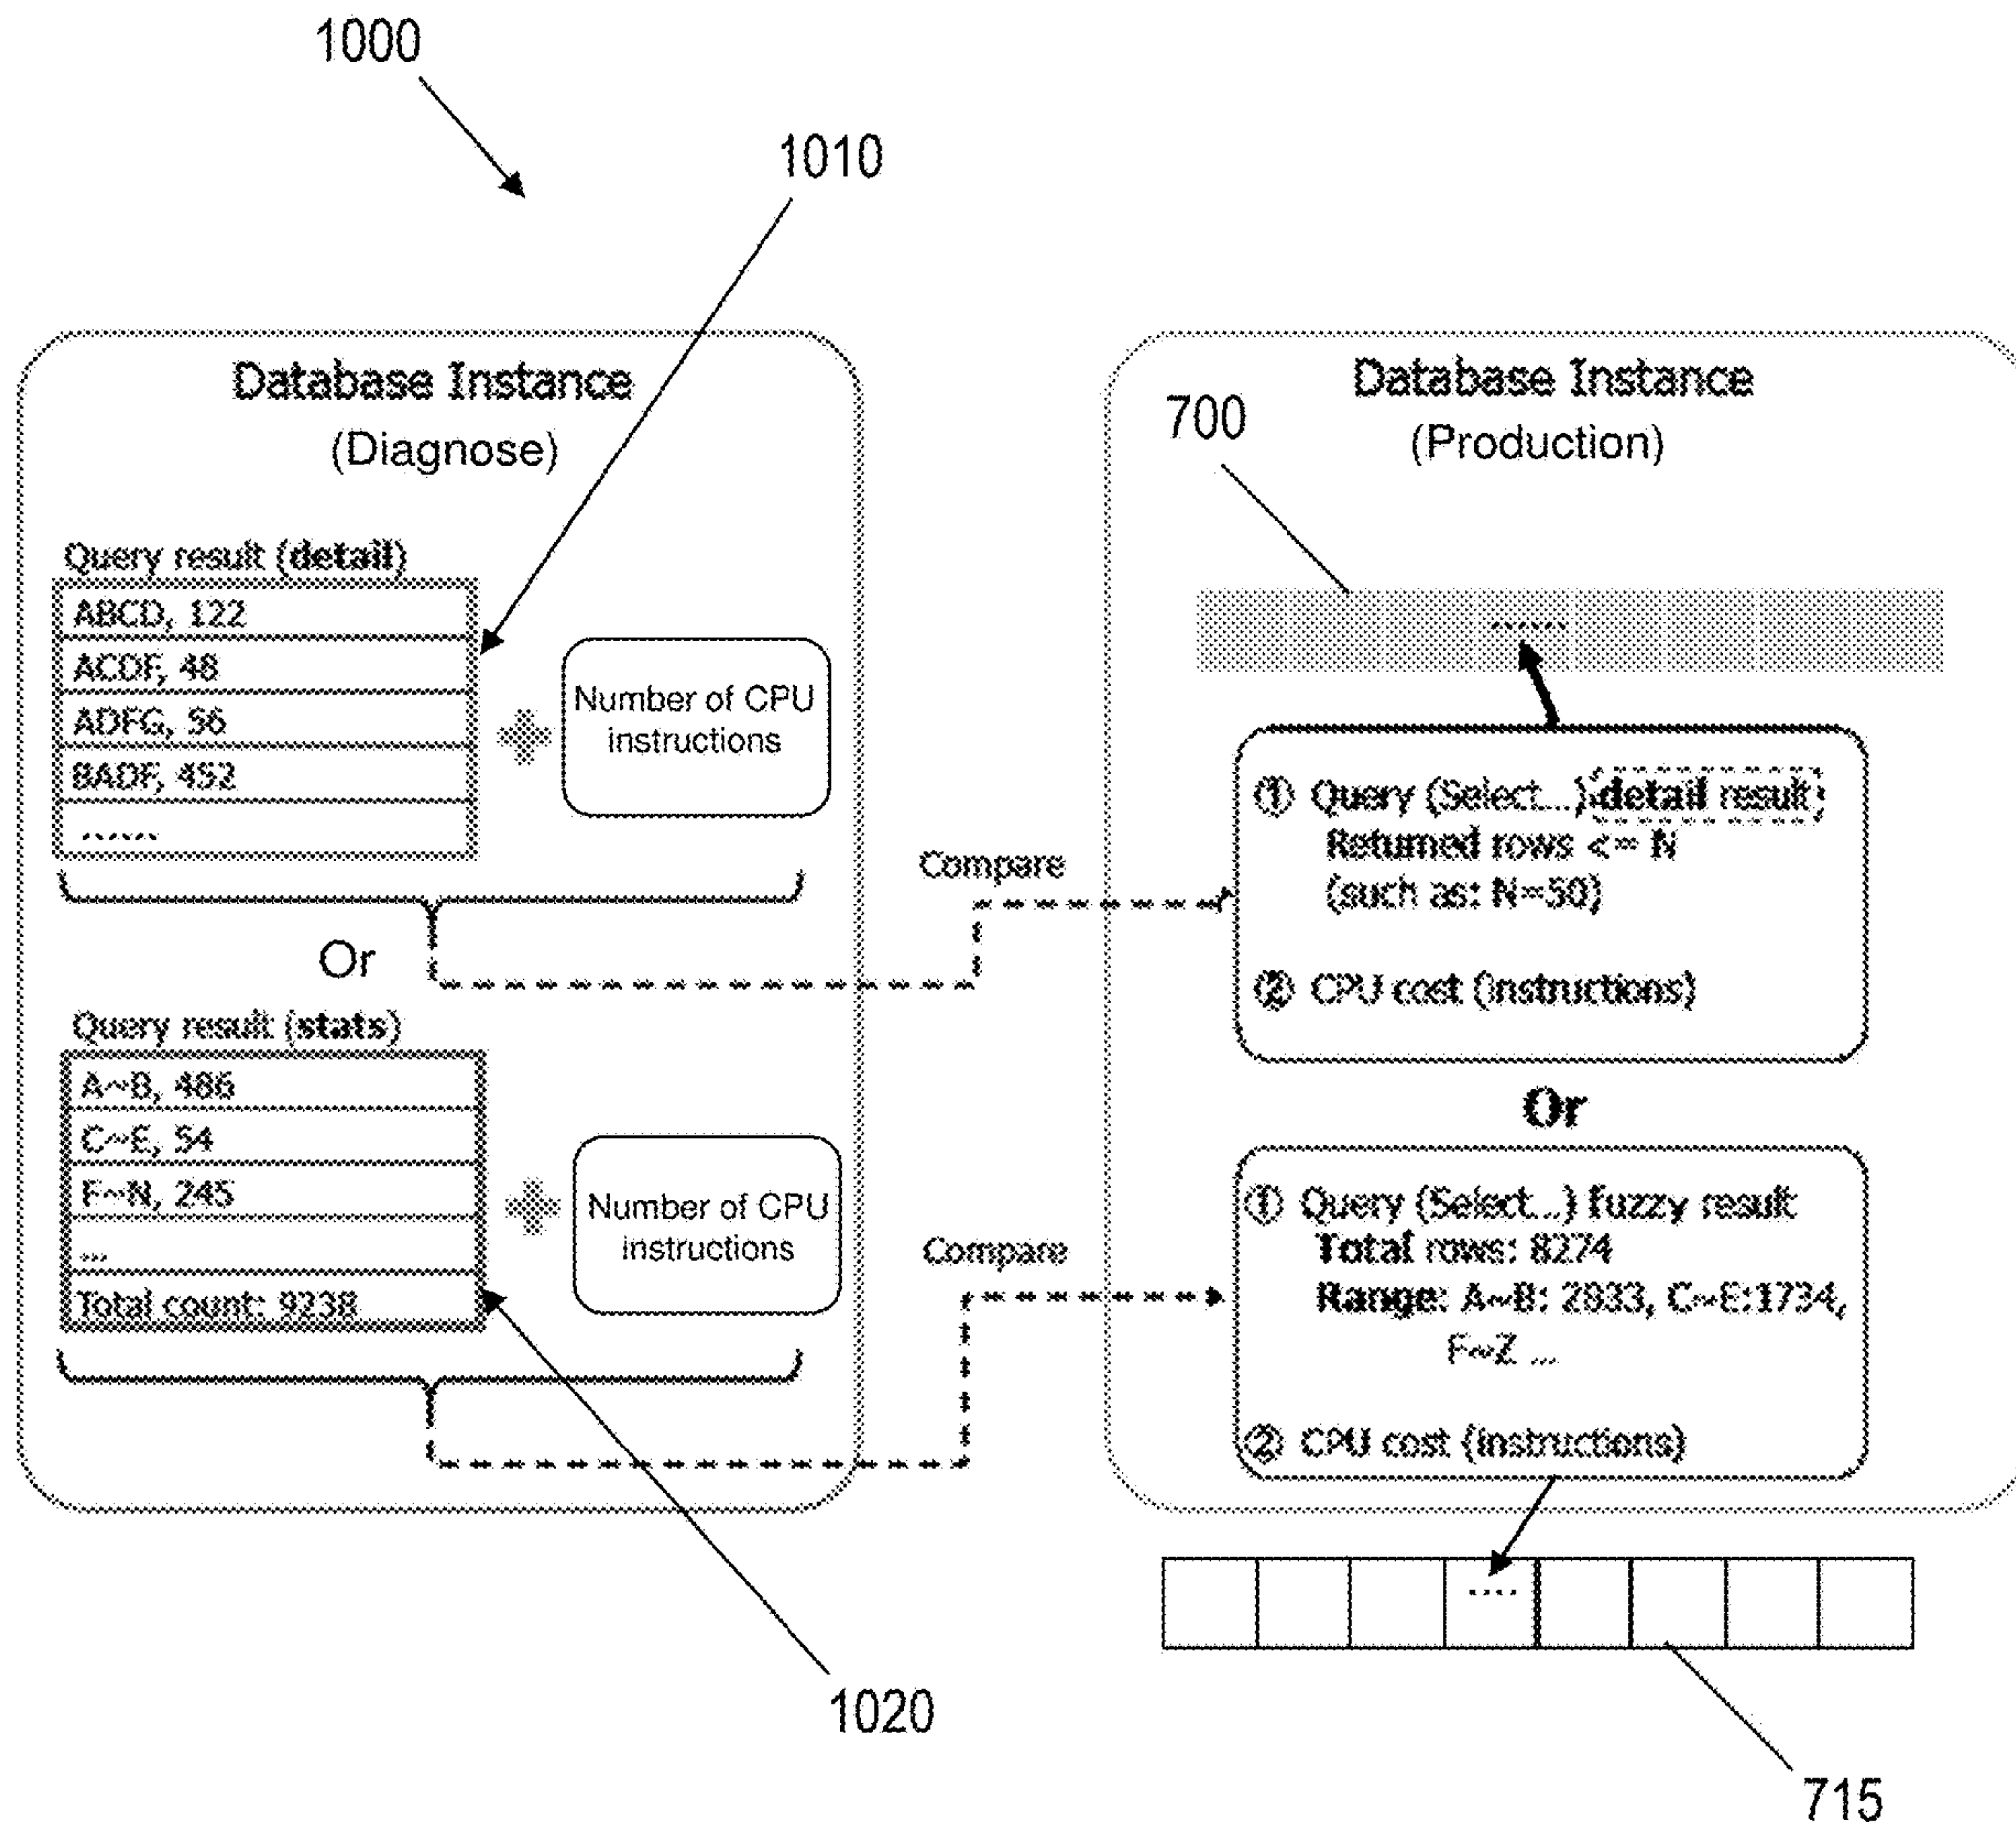 1000
1010
Database Instance
(Diagnose)
Query result (detail)
ABCD, 122
ACDF, 48
ADFG, 56
BADF, 452
......
Number of CPU
instructions
Or
Query result (stats)
A~B, 486
C~E, 54
F~N, 245
...
Total count: 9238
Number of CPU
instructions
1020
Compare
Compare
Database Instance
(Production)
700
......
① Query (Select...) detail result
Returned rows <= N
(such as: N=50)
② CPU cost (instructions)
Or
① Query (Select...) fuzzy result
Total rows: 8274
Range: A~B: 2833, C~E:1734,
F~Z ...
② CPU cost (instructions)
....
715